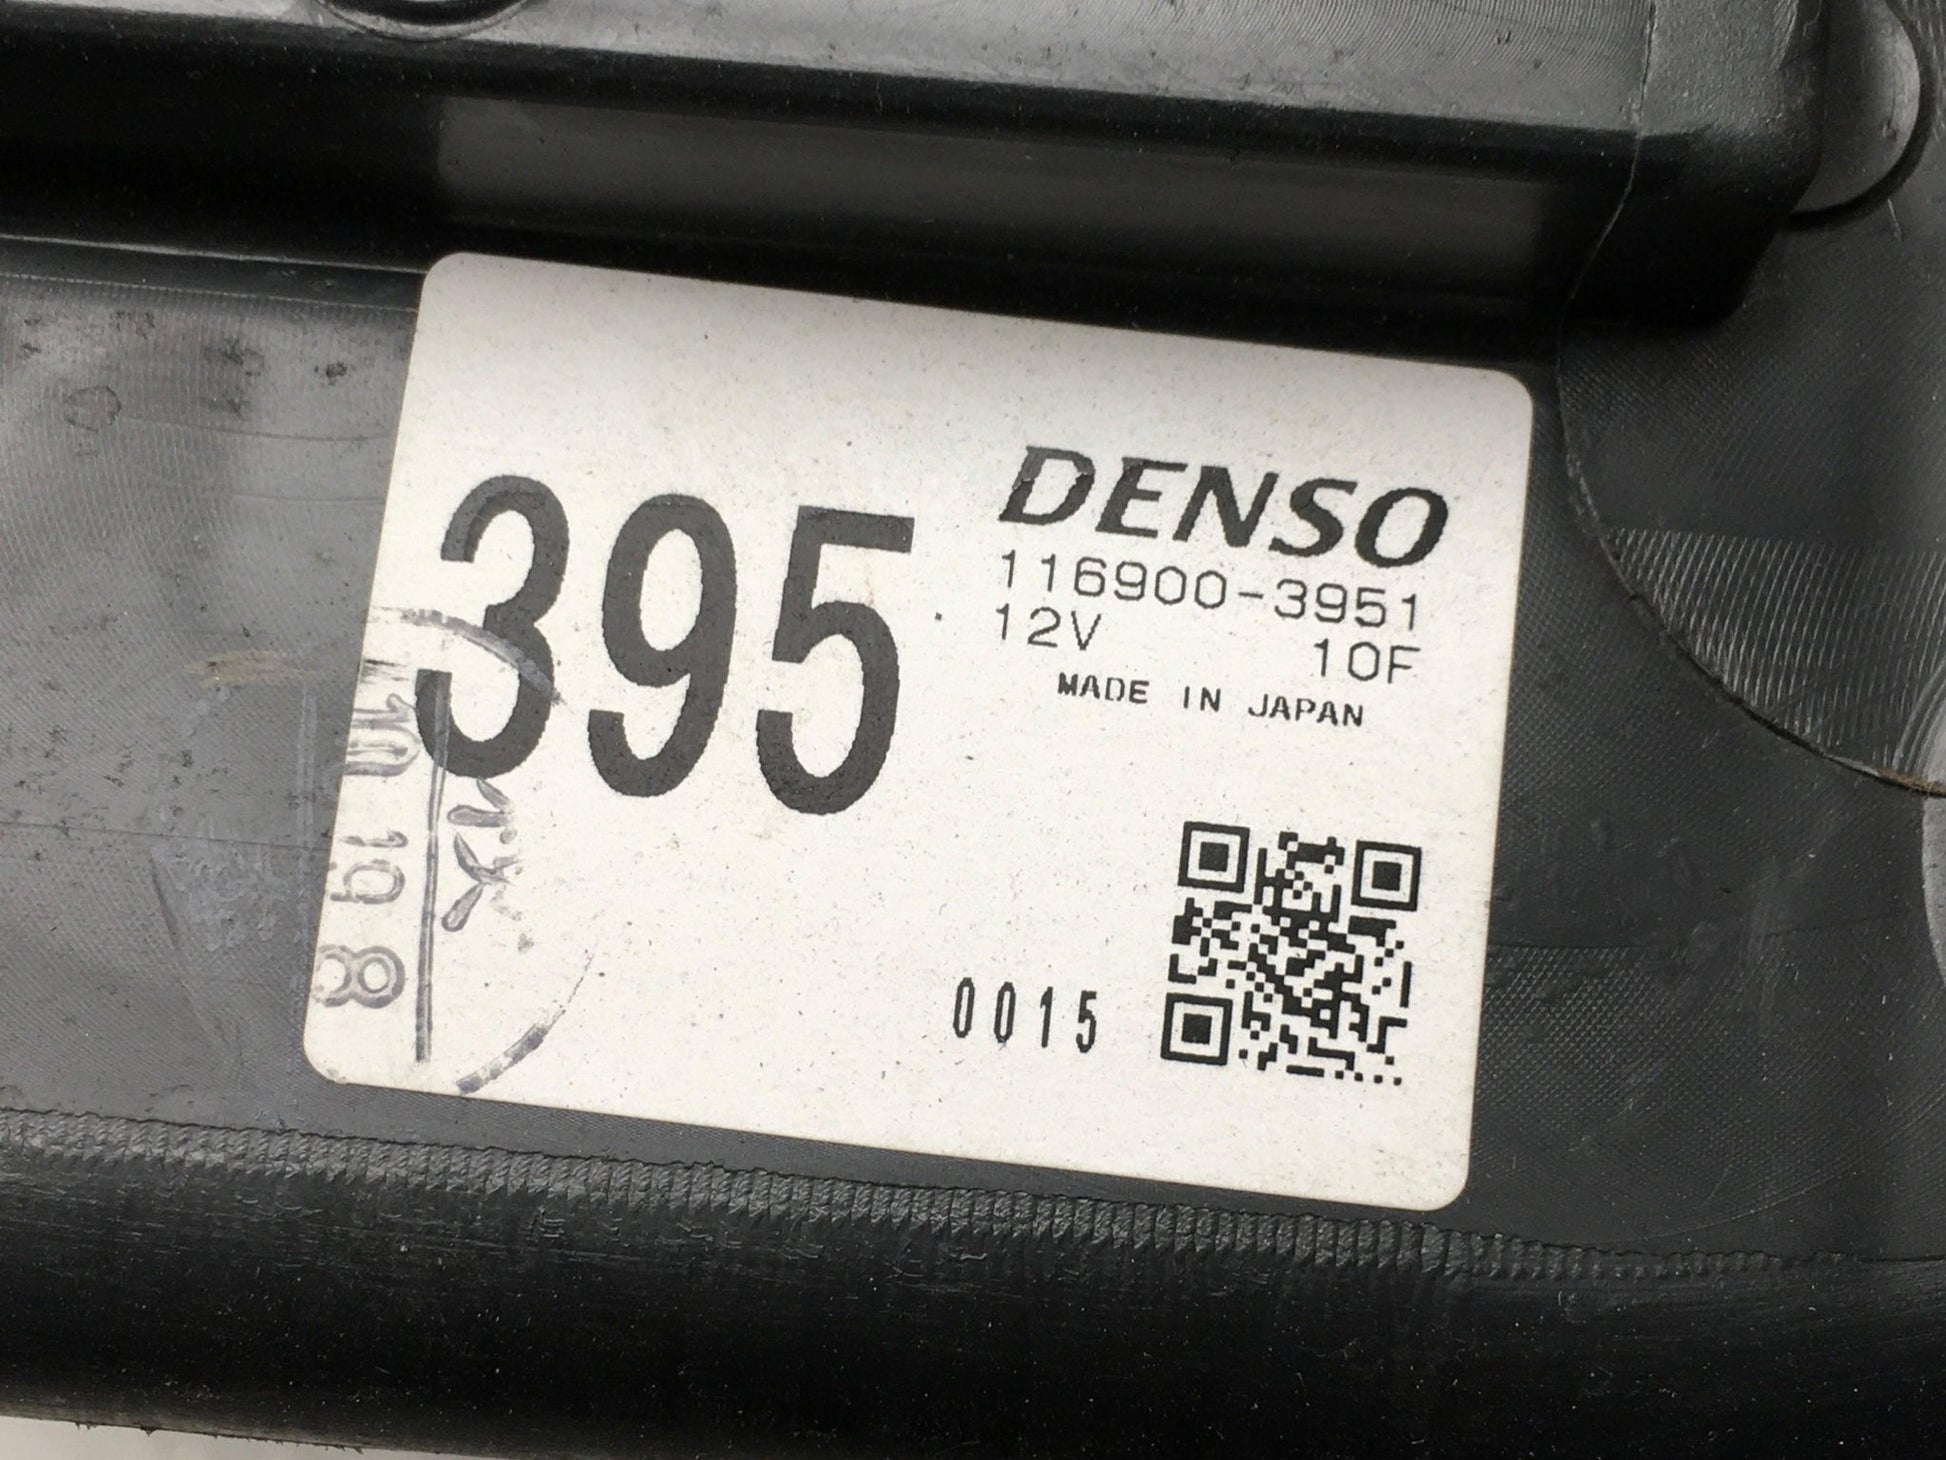 395
DENSO
116900-3951
12V 10F
MADE IN JAPAN
0015